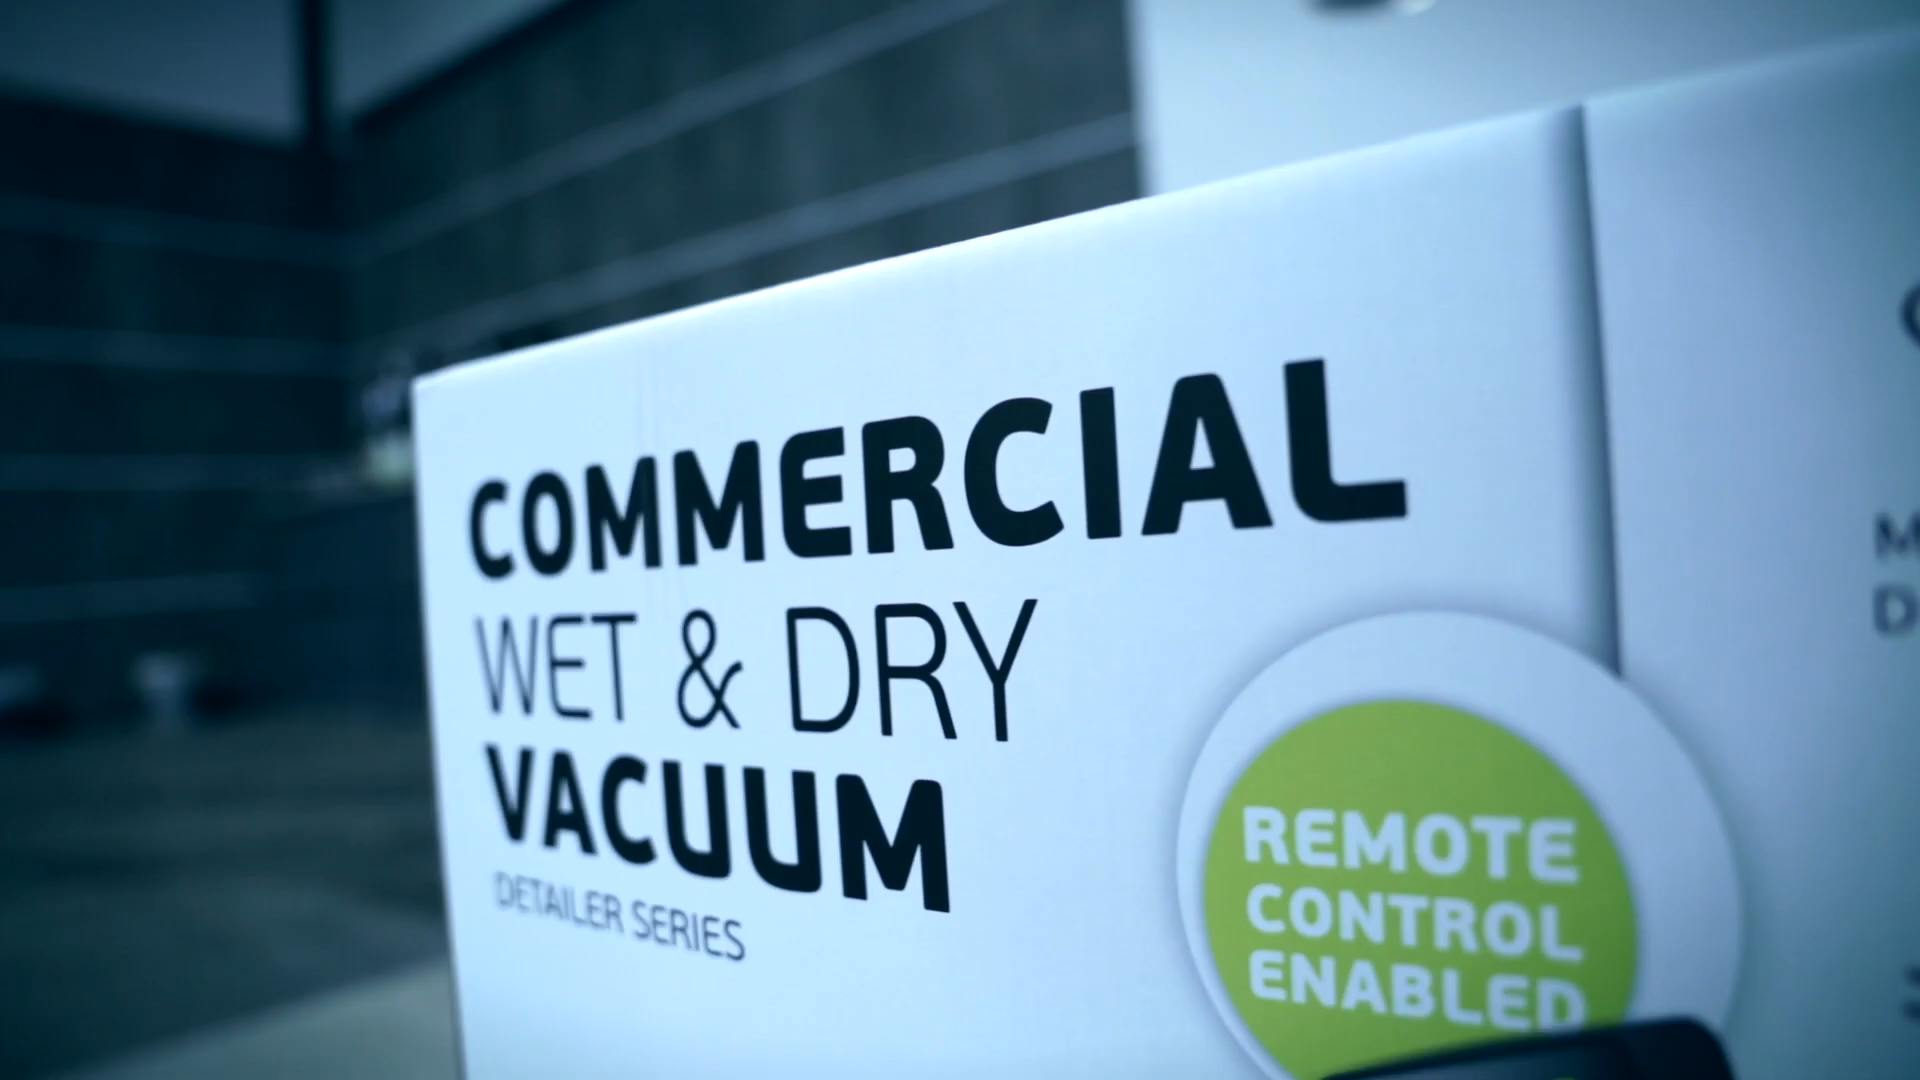 COMMERCIAL
WET & DRY
VACUUM
DETAILER SERIES
REMOTE
CONTROL
ENABLED